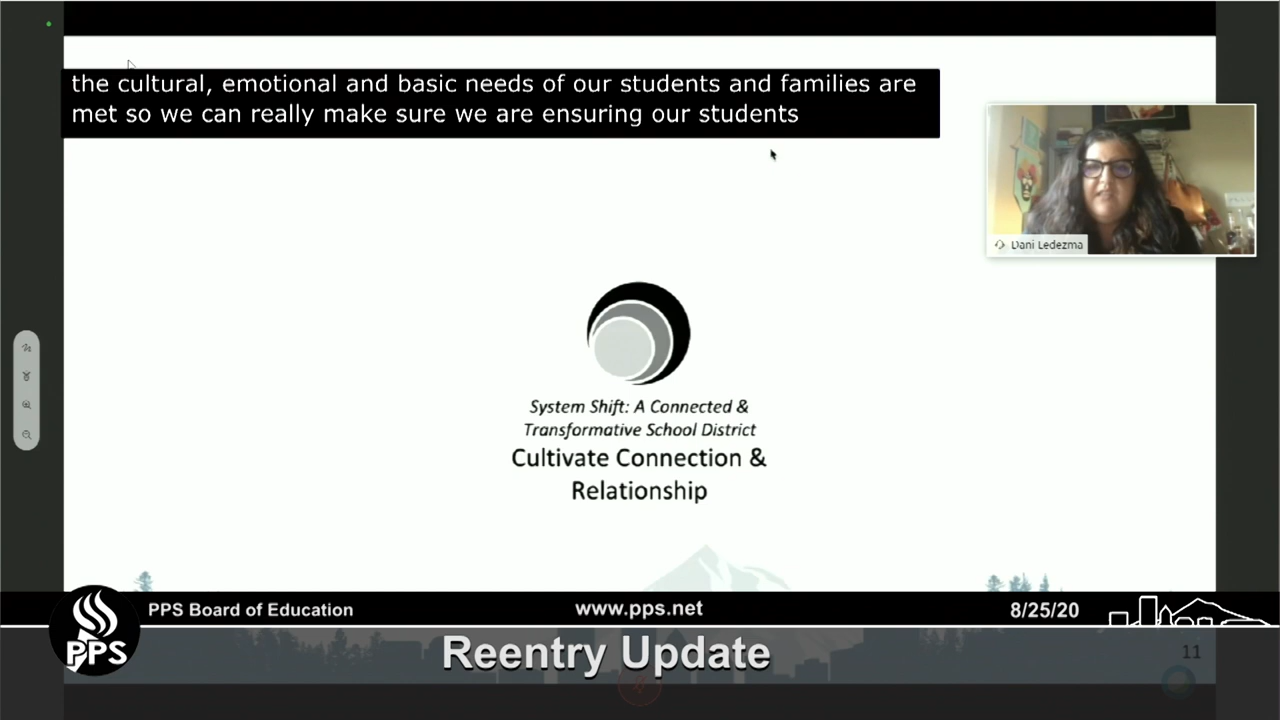 the cultural, emotional and basic needs of our students and families are
met so we can really make sure we are ensuring our students
Dani Ledezma
System Shift: A Connected &
Transformative School District
Cultivate Connection &
Relationship
PPS Board of Education
www.pps.net
8/25/20
PPS
Reentry Update
11